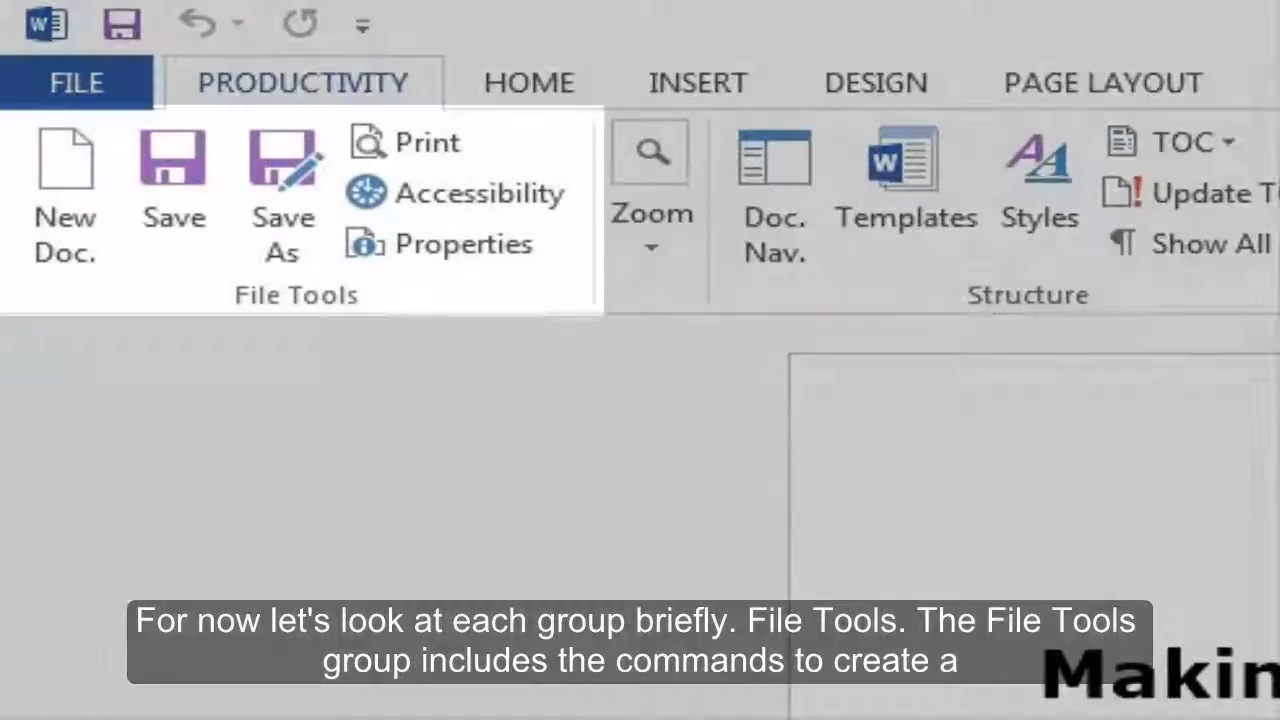 FILE PRODUCTIVITY HOME INSERT DESIGN PAGE LAYOUT
New Doc.
Save
Save As
Print
Accessibility
Properties
File Tools
Zoom
Doc. Nav.
Templates
Styles
TOC
Update
Show All
Structure
For now let's look at each group briefly. File Tools. The File Tools
group includes the commands to create a